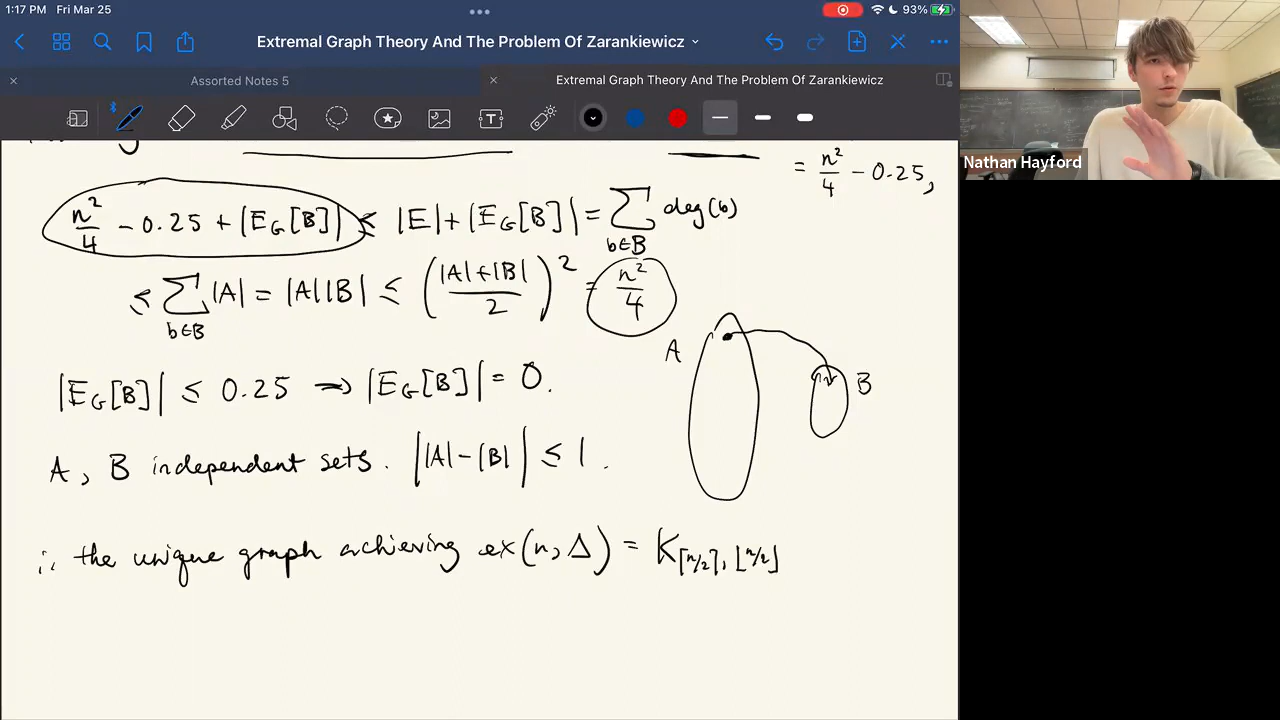 1:17 PM Fri Mar 25
93%
Extremal Graph Theory And The Problem Of Zarankiewicz
Assorted Notes 5
Extremal Graph Theory And The Problem Of Zarankiewicz
Nathan Hayford
= n²/4 − 0.25,
n²/4 − 0.25 + |E_G[B]| ≤ |E| + |E_G[B]| = ∑_{b∈B} deg(b)
≤ ∑_{b∈B} |A| = |A||B| ≤ ((|A|+|B|)/2)² = n²/4
A
B
|E_G[B]| ≤ 0.25 → |E_G[B]| = 0.
A, B independent sets. ||A| − |B|| ≤ 1.
∴ the unique graph achieving ex(n, Δ) = K_{⌈n/2⌉, ⌊n/2⌋}